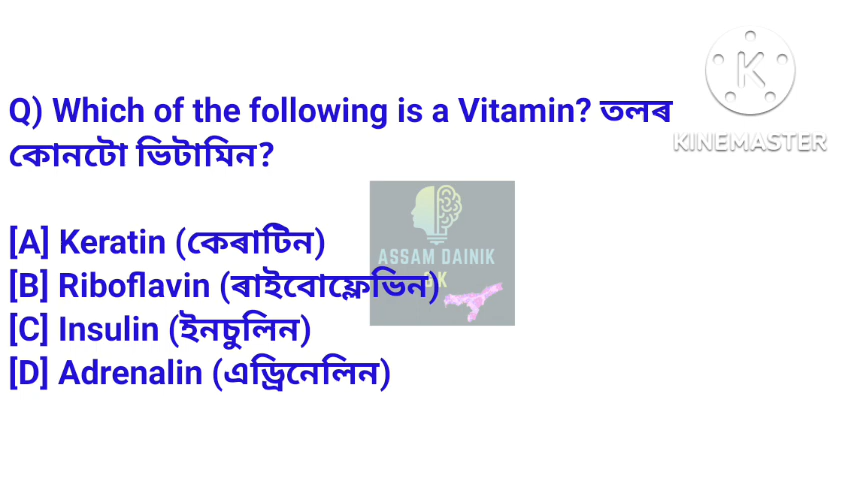 Q) Which of the following is a Vitamin? তলৰ
কোনটো ভিটামিন?
KINEMASTER
[A] Keratin (কেৰাটিন)
ASSAM DAINIK
[B] Riboflavin (ৰাইবোফ্লেভিন)
[C] Insulin (ইনচুলিন)
[D] Adrenalin (এড্ৰিনেলিন)